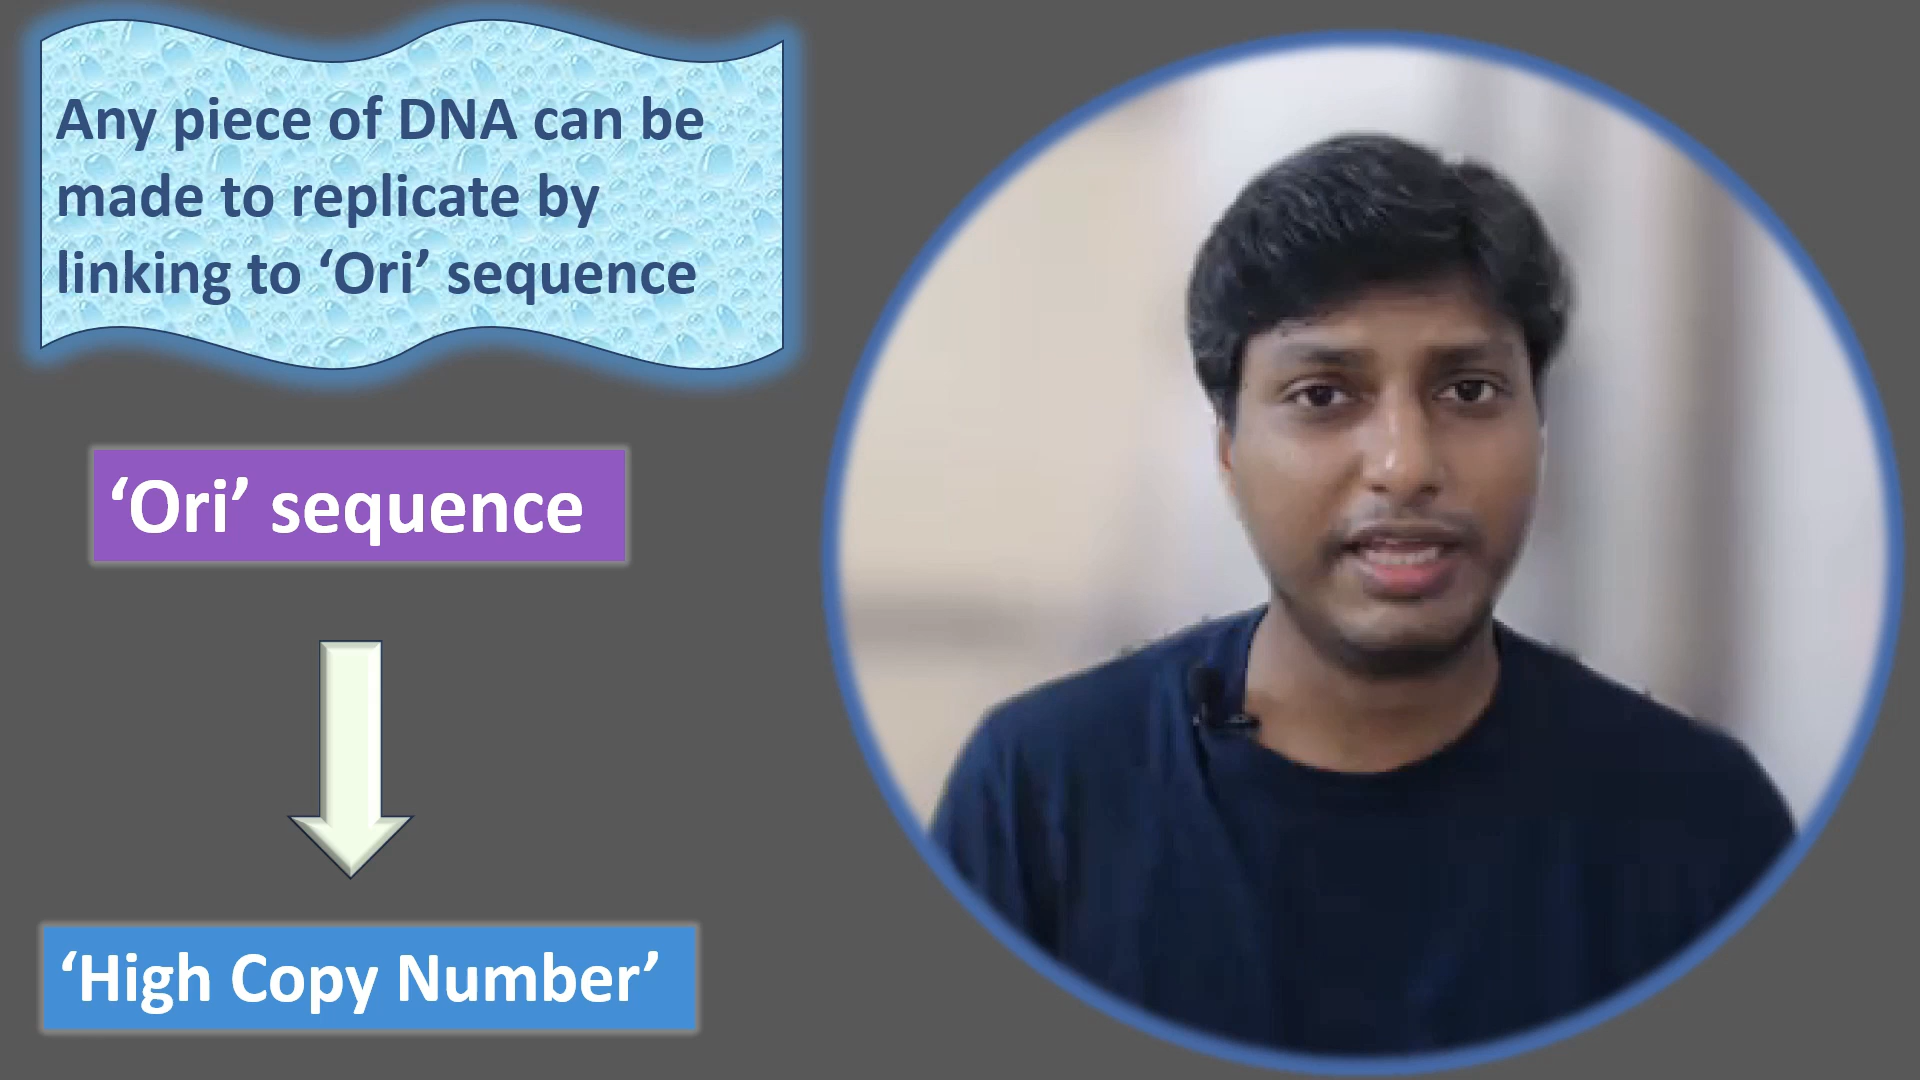 Any piece of DNA can be
made to replicate by
linking to ‘Ori’ sequence
‘Ori’ sequence
‘High Copy Number’